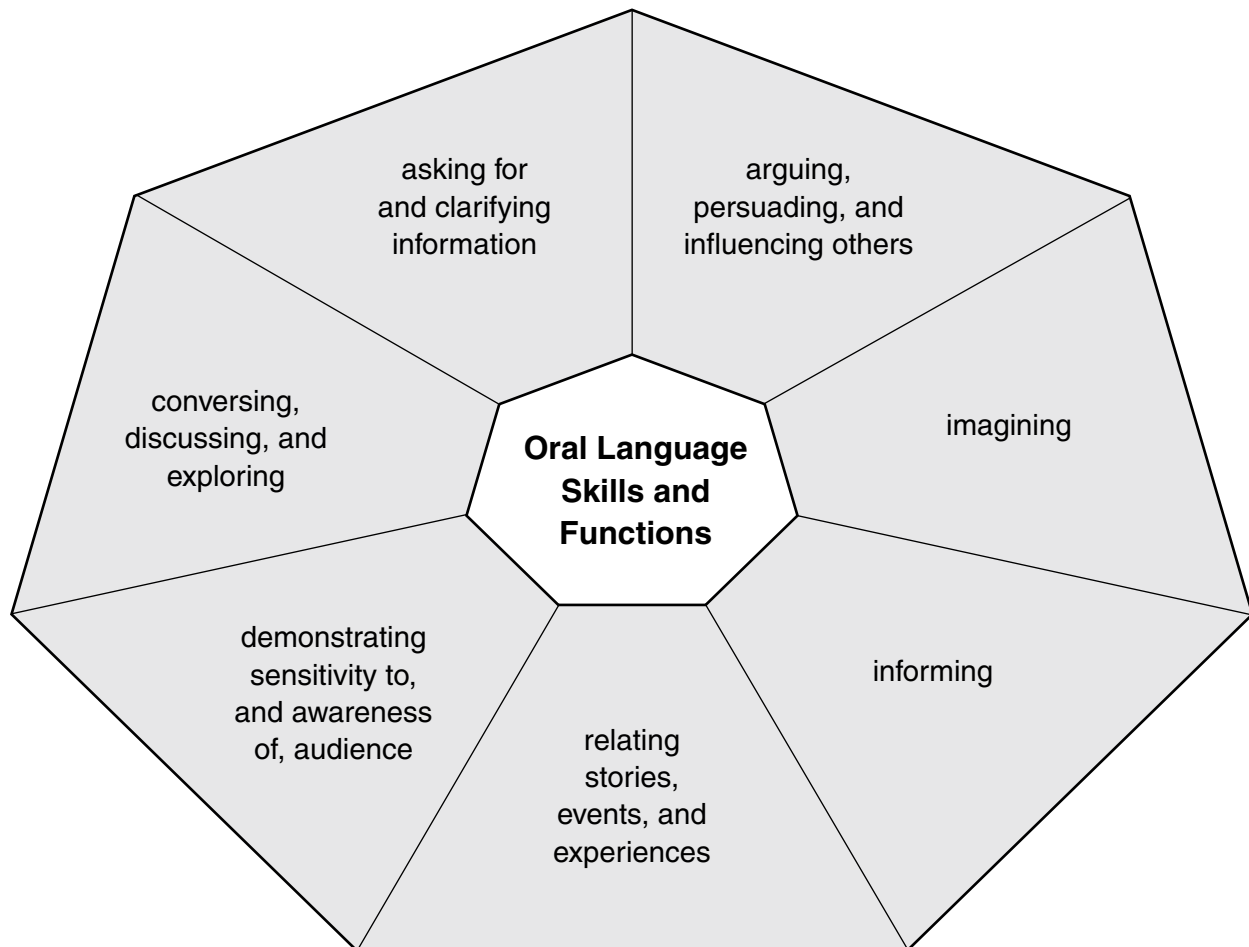 asking for
and clarifying
information
arguing,
persuading, and
influencing others
conversing,
discussing, and
exploring
Oral Language
Skills and
Functions
imagining
demonstrating
sensitivity to,
and awareness
of, audience
relating
stories,
events, and
experiences
informing